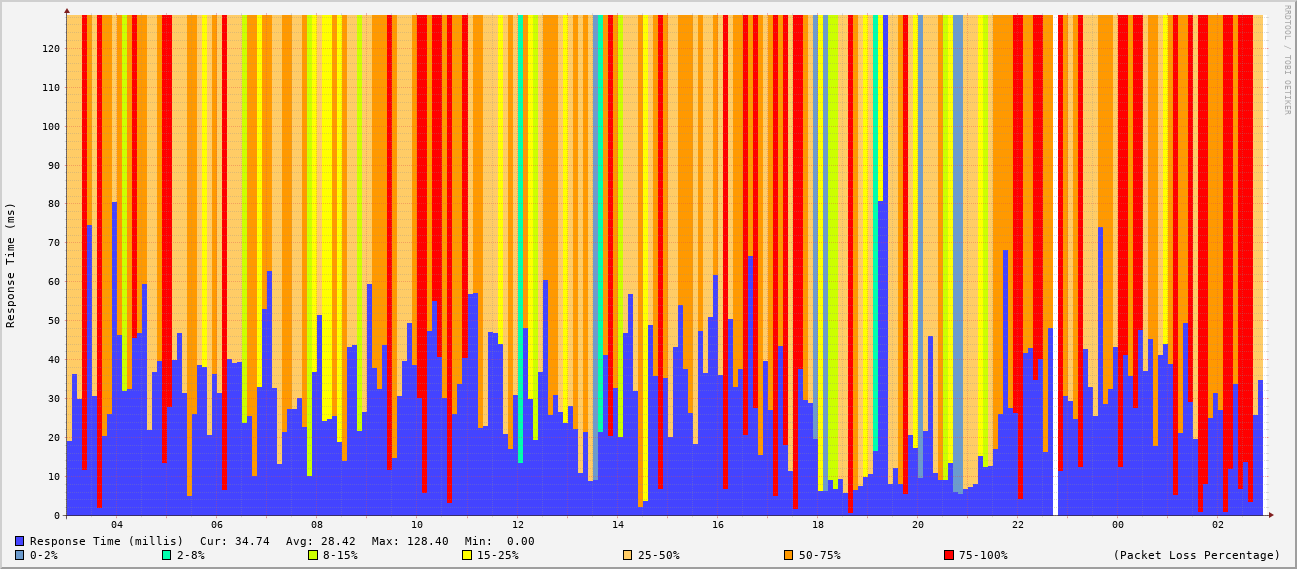 RRDTOOL / TOBI OETIKER
Response Time (ms)
120
110
100
90
80
70
60
50
40
30
20
10
0
04 06 08 10 12 14 16 18 20 22 00 02
Response Time (millis) Cur: 34.74 Avg: 28.42 Max: 128.40 Min: 0.00
0-2% 2-8% 8-15% 15-25% 25-50% 50-75% 75-100% (Packet Loss Percentage)